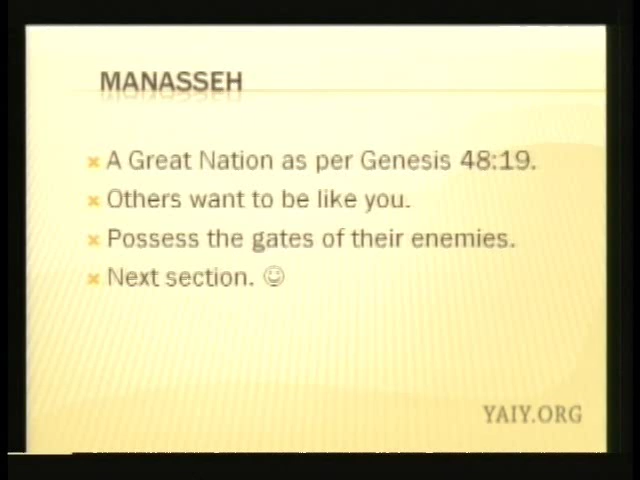 MANASSEH
A Great Nation as per Genesis 48:19.
Others want to be like you.
Possess the gates of their enemies.
Next section. ☺
YAIY.ORG